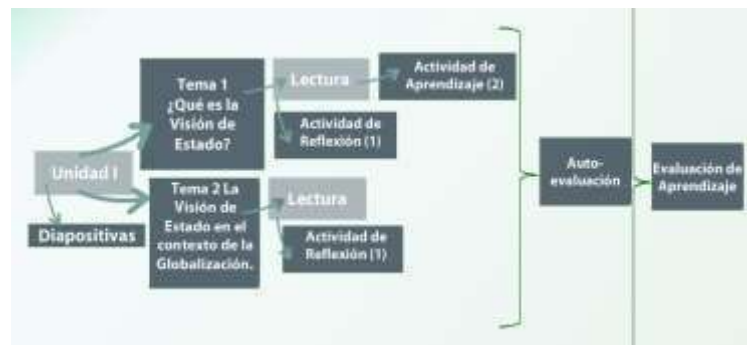 Unidad I
Diapositivas
Tema 1
¿Qué es la
Visión de
Estado?
Lectura
Actividad de
Aprendizaje (2)
Actividad de
Reflexión (1)
Tema 2 La
Visión de
Estado en el
contexto de la
Globalización.
Lectura
Actividad de
Reflexión (1)
Auto-
evaluación
Evaluación de
Aprendizaje